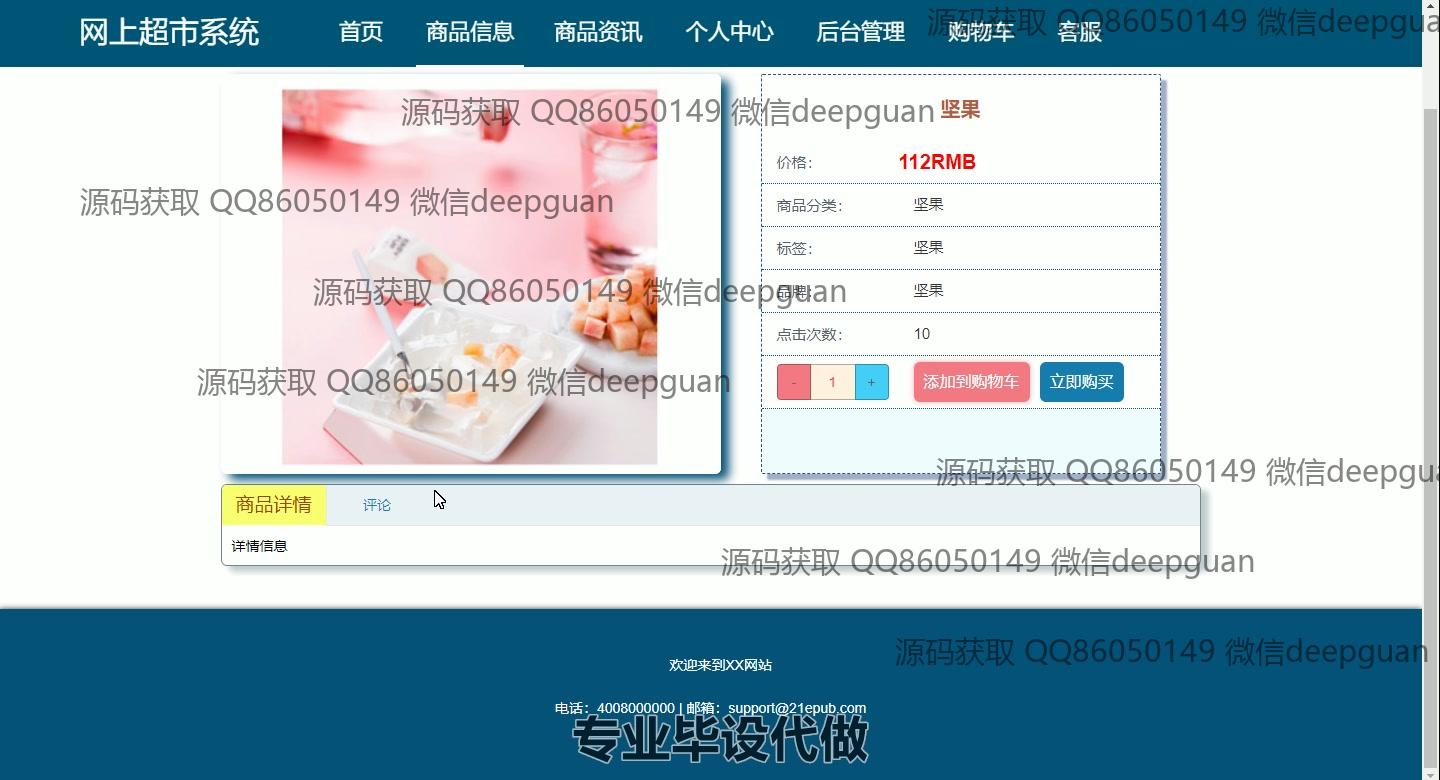 网上超市系统 首页 商品信息 商品资讯 个人中心 后台管理 购物车 客服
源码获取 QQ86050149 微信deepgua
源码获取 QQ86050149 微信deepguan
坚果
价格： 112RMB
源码获取 QQ86050149 微信deepguan
商品分类： 坚果
标签： 坚果
品牌： 坚果
源码获取 QQ86050149 微信deepguan
点击次数： 10
源码获取 QQ86050149 微信deepguan
- 1 + 添加到购物车 立即购买
源码获取 QQ86050149 微信deepgua
商品详情 评论
详情信息
源码获取 QQ86050149 微信deepguan
源码获取 QQ86050149 微信deepguan
欢迎来到XX网站
电话：4008000000 | 邮箱：support@21epub.com
专业毕设代做